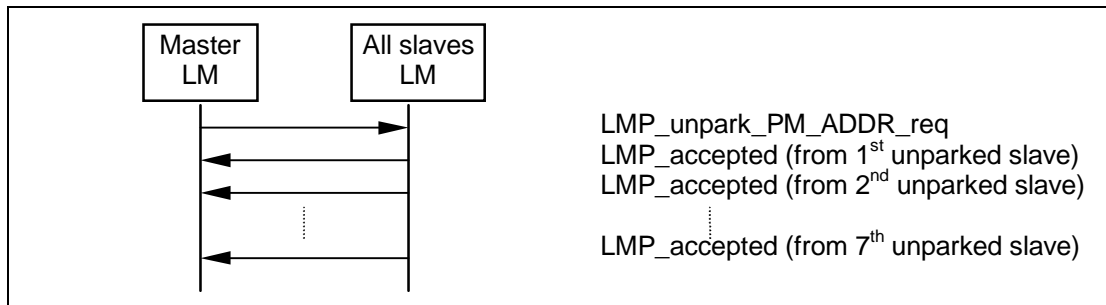 Master
LM
All slaves
LM
LMP_unpark_PM_ADDR_req
LMP_accepted (from 1st unparked slave)
LMP_accepted (from 2nd unparked slave)
LMP_accepted (from 7th unparked slave)